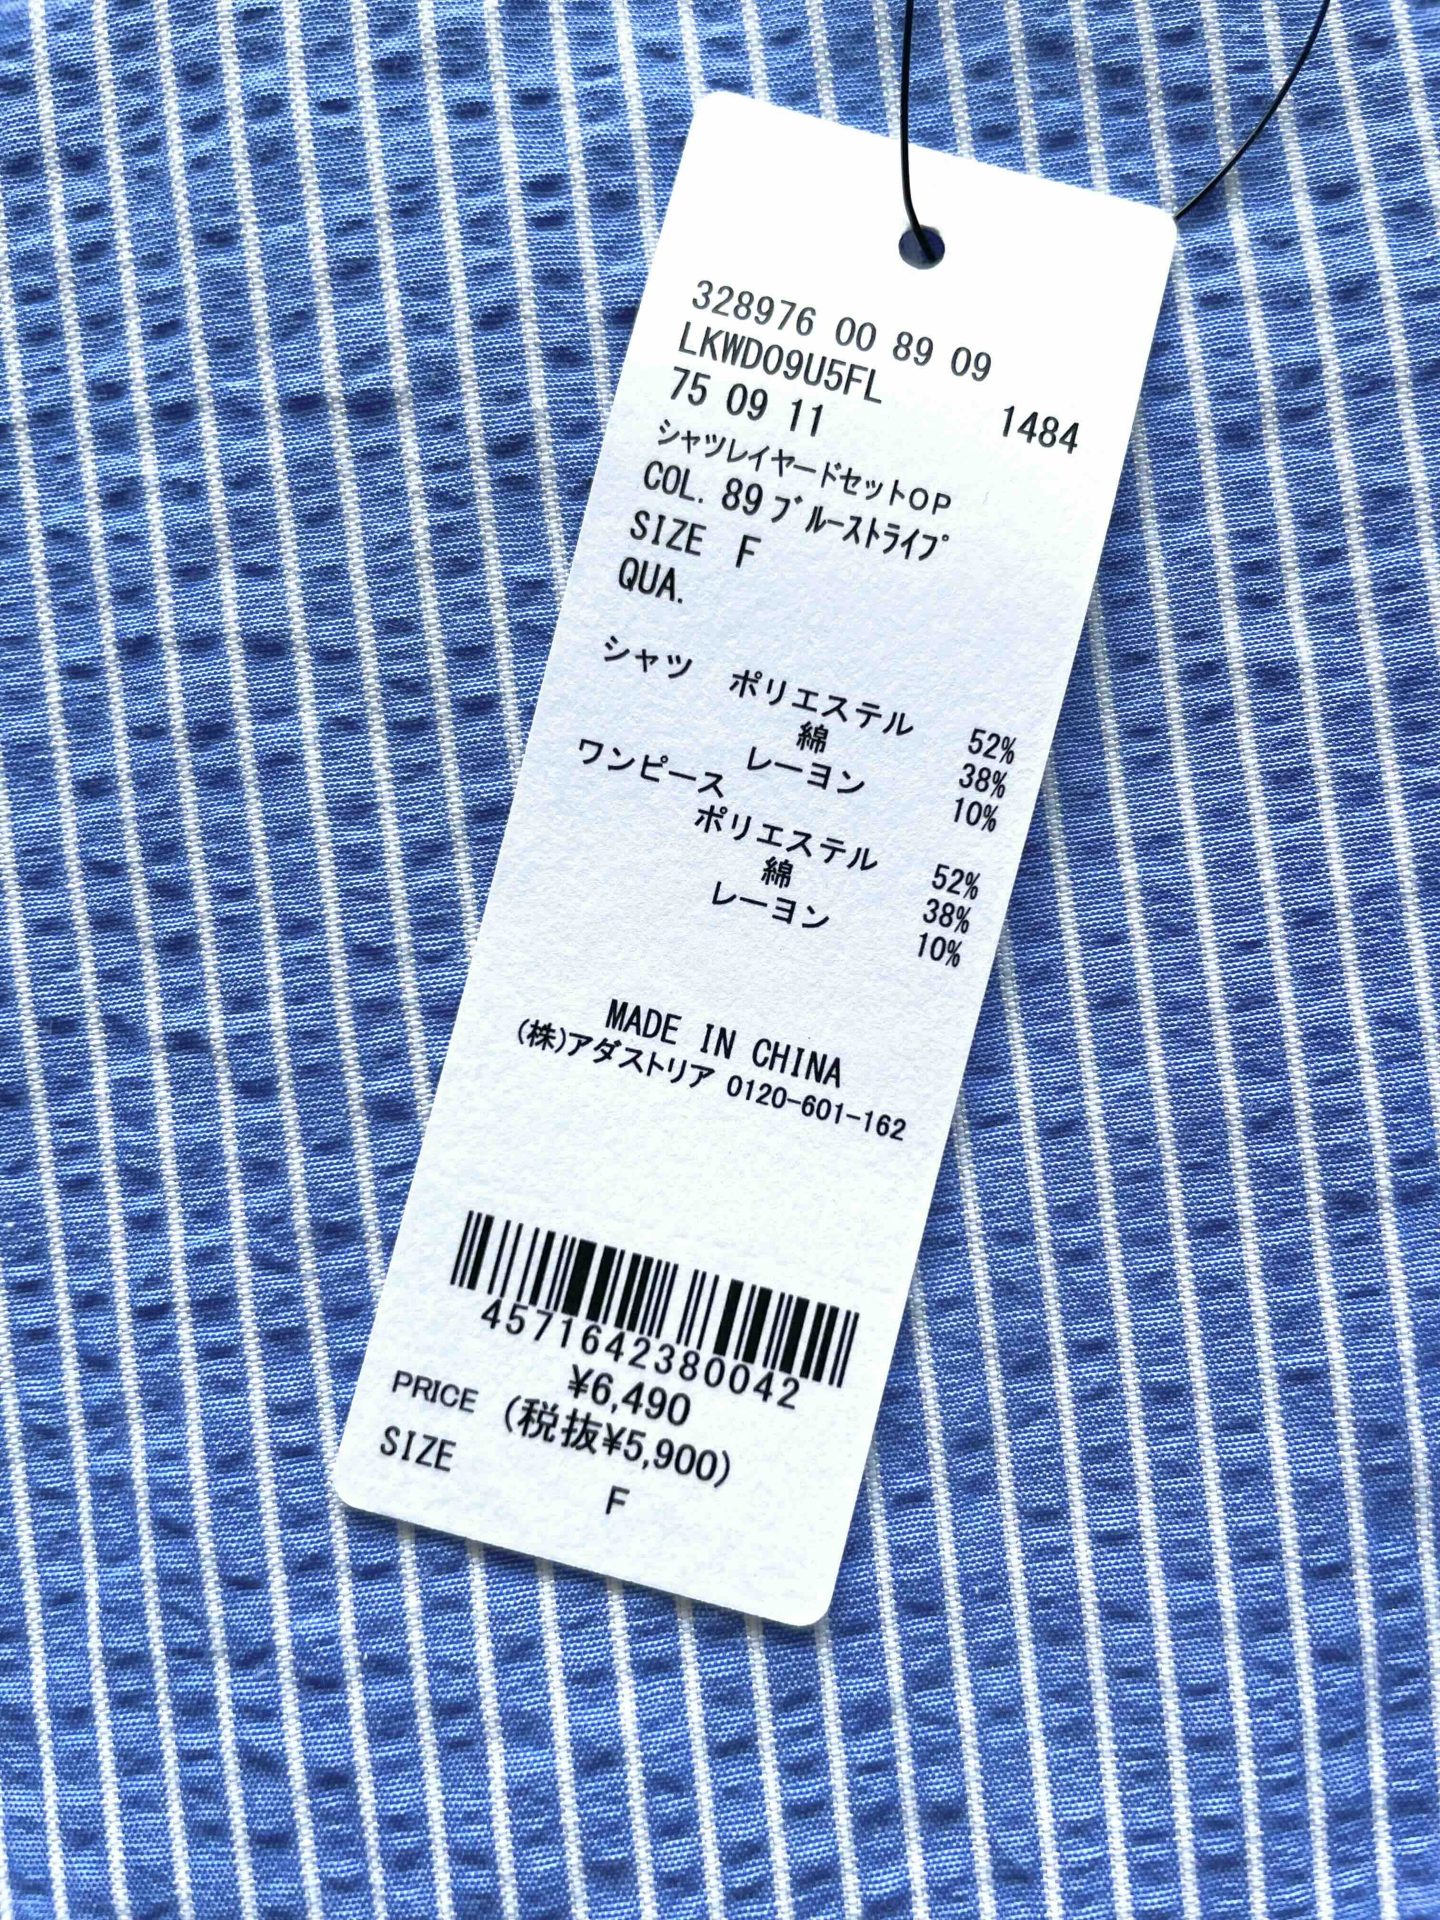 328976 00 89 09
LKWD09U5FL
75 09 11 1484
シャツレイヤードセットOP
COL. 89 ﾌﾞﾙｰｽﾄﾗｲﾌﾟ
SIZE F
QUA.
シャツ ポリエステル 52%
綿 38%
レーヨン 10%
ワンピース
ポリエステル 52%
綿 38%
レーヨン 10%
MADE IN CHINA
(株)アダストリア 0120-601-162
4571642380042
¥6,490
PRICE (税抜¥5,900)
SIZE F